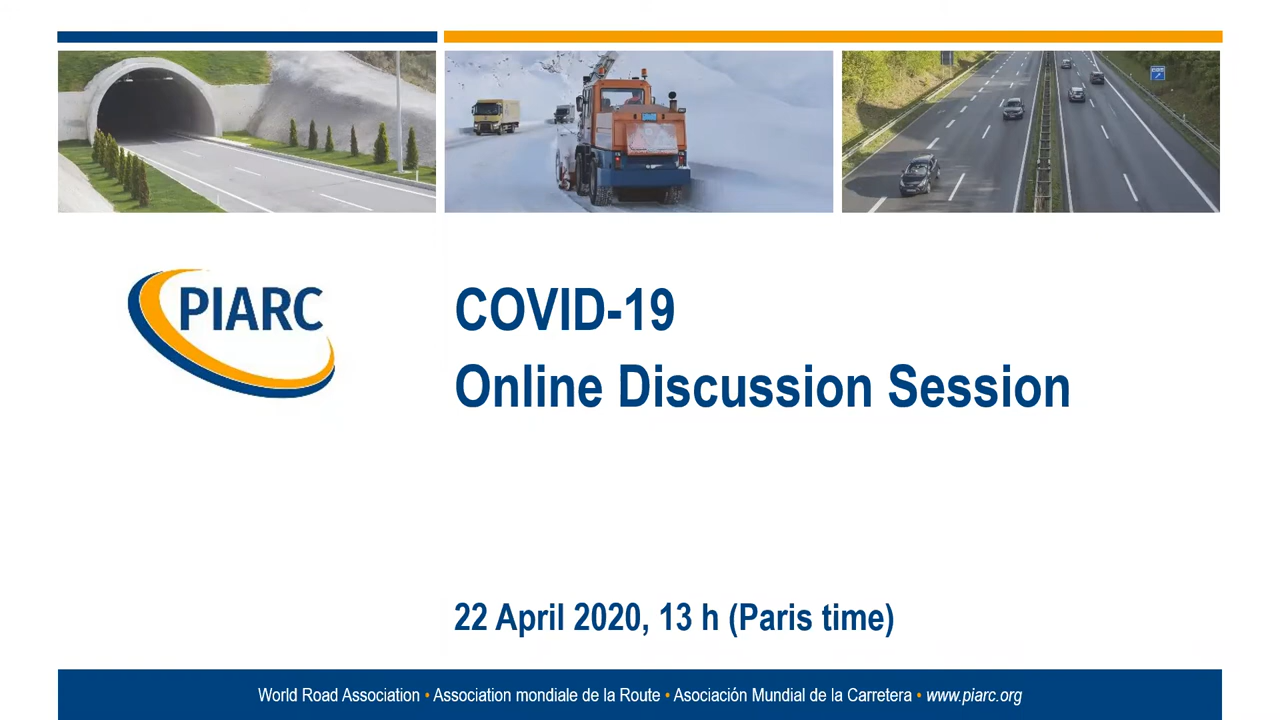 PIARC
COVID-19
Online Discussion Session
22 April 2020, 13 h (Paris time)
World Road Association • Association mondiale de la Route • Asociación Mundial de la Carretera • www.piarc.org